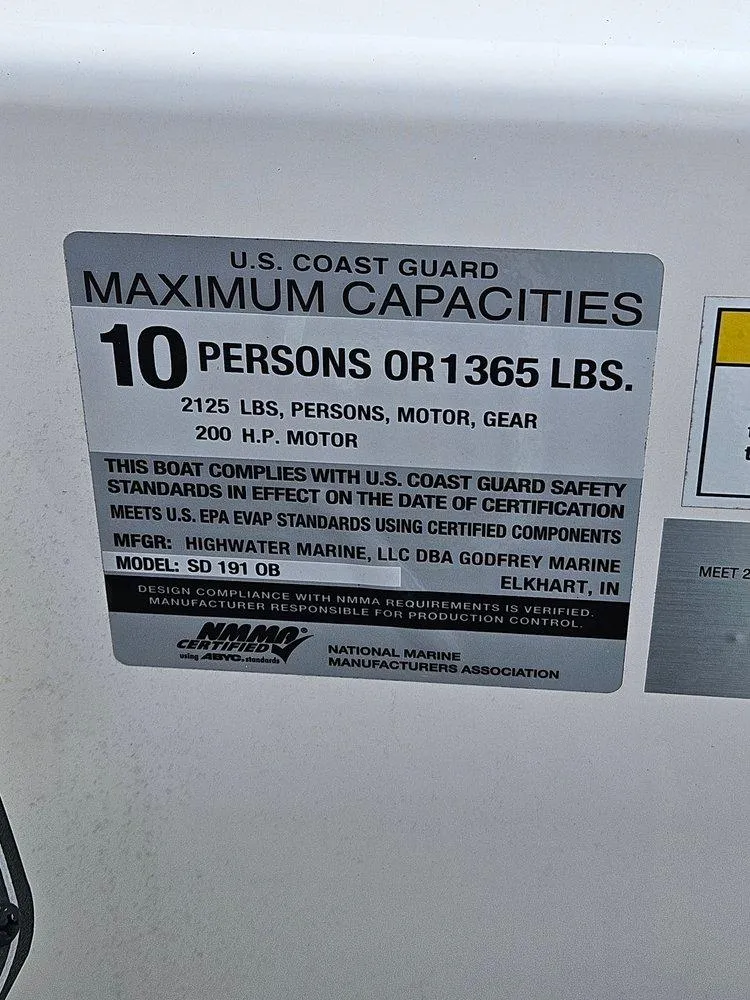 U.S. COAST GUARD
MAXIMUM CAPACITIES
10 PERSONS OR 1365 LBS.
2125 LBS, PERSONS, MOTOR, GEAR
200 H.P. MOTOR
THIS BOAT COMPLIES WITH U.S. COAST GUARD SAFETY
STANDARDS IN EFFECT ON THE DATE OF CERTIFICATION
MEETS U.S. EPA EVAP STANDARDS USING CERTIFIED COMPONENTS
MFGR: HIGHWATER MARINE, LLC DBA GODFREY MARINE
MODEL: SD 191 OB ELKHART, IN
DESIGN COMPLIANCE WITH NMMA REQUIREMENTS IS VERIFIED.
MANUFACTURER RESPONSIBLE FOR PRODUCTION CONTROL.
NMMA®
CERTIFIED
using ABYC® standards
NATIONAL MARINE
MANUFACTURERS ASSOCIATION
MEET 2